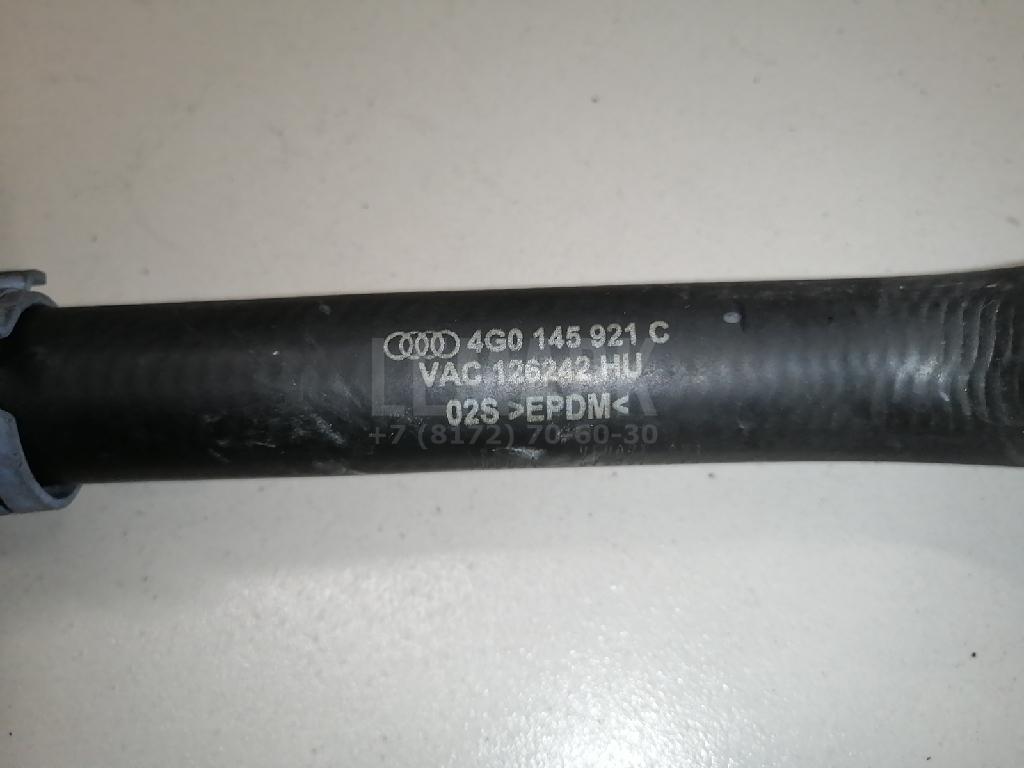 4G0 145 921 C
VAC 126242 HU
02S >EPDM<
+7 (8172) 70-60-30